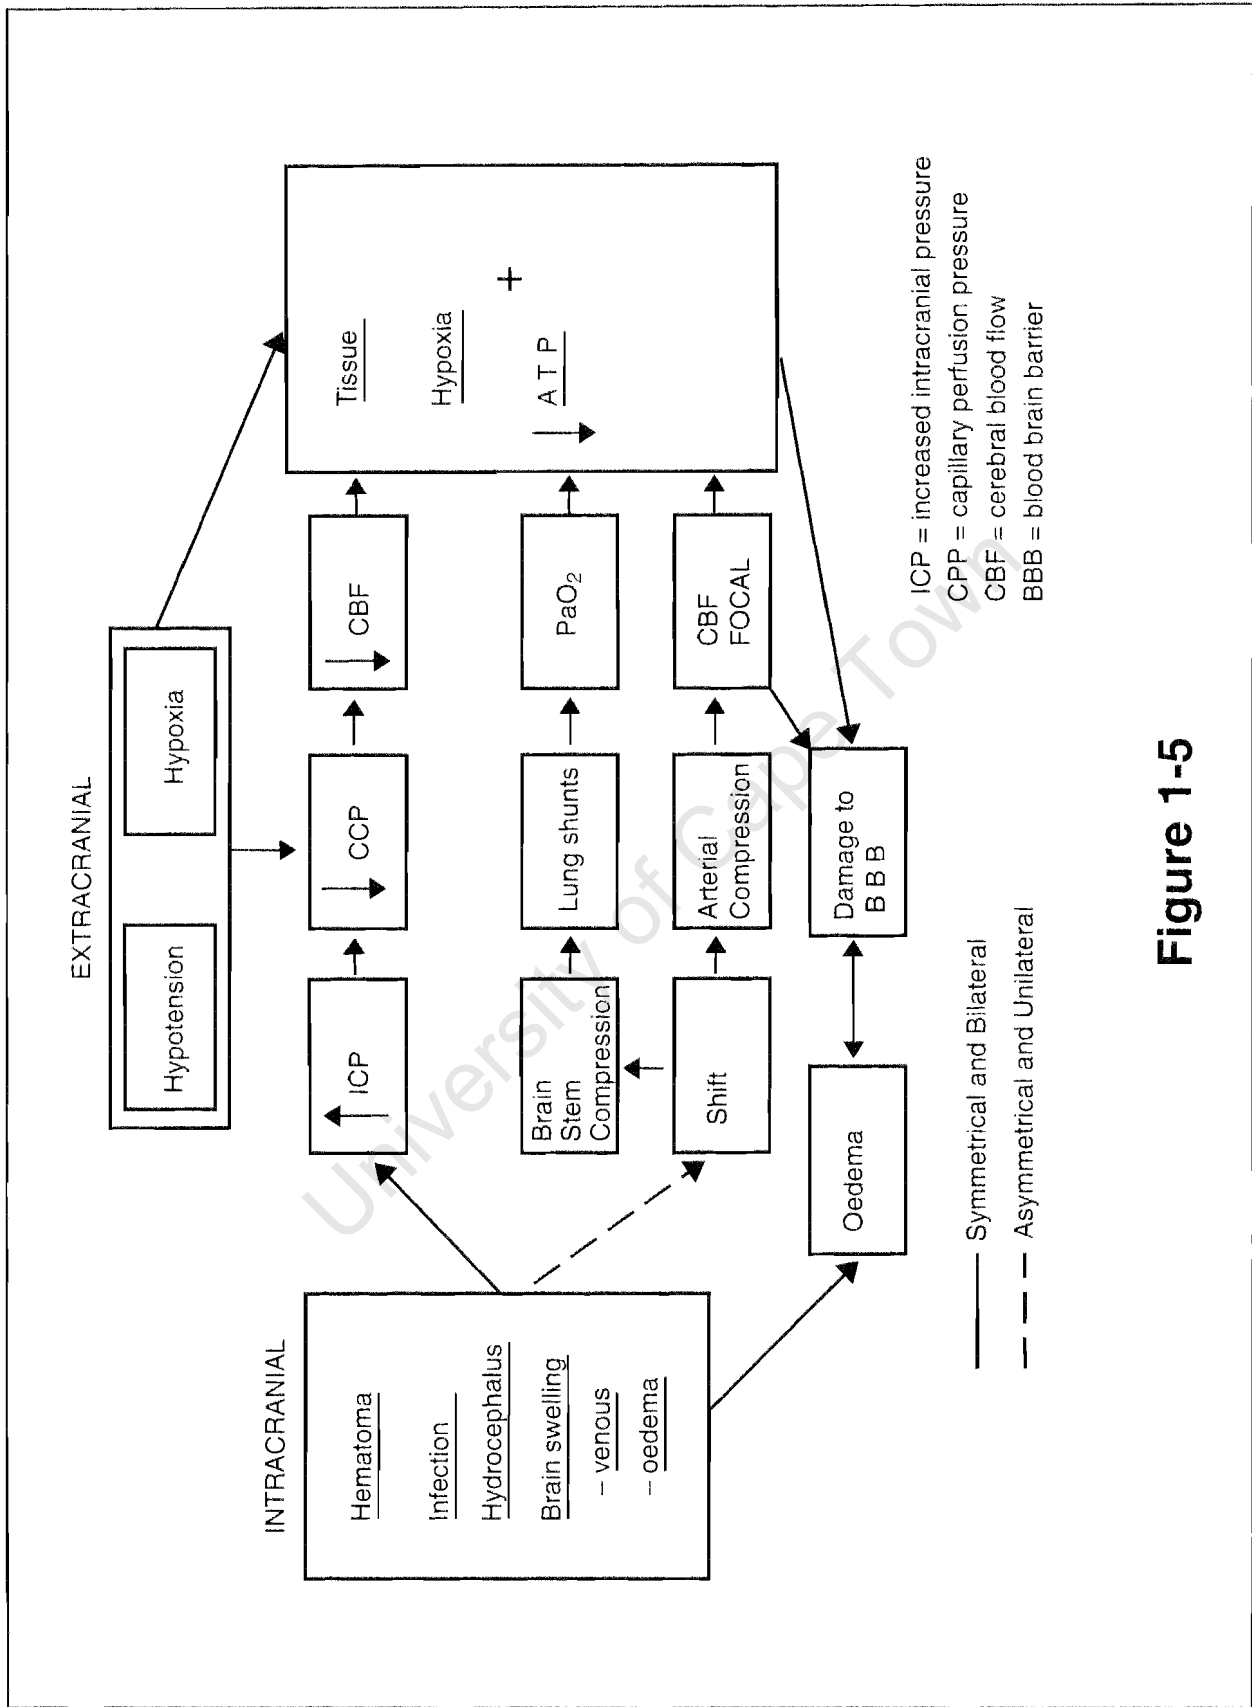 EXTRACRANIAL
Hypotension
Hypoxia
INTRACRANIAL
Hematoma
Infection
Hydrocephalus
Brain swelling
– venous
– oedema
ICP
CCP
CBF
Brain
Stem
Compression
Lung shunts
PaO₂
Shift
Arterial
Compression
CBF
FOCAL
Tissue
Hypoxia
+
A T P
Oedema
Damage to
B B B
ICP = increased intracranial pressure
CPP = capillary perfusion pressure
CBF = cerebral blood flow
BBB = blood brain barrier
Symmetrical and Bilateral
Asymmetrical and Unilateral
Figure 1-5
University of Cape Town